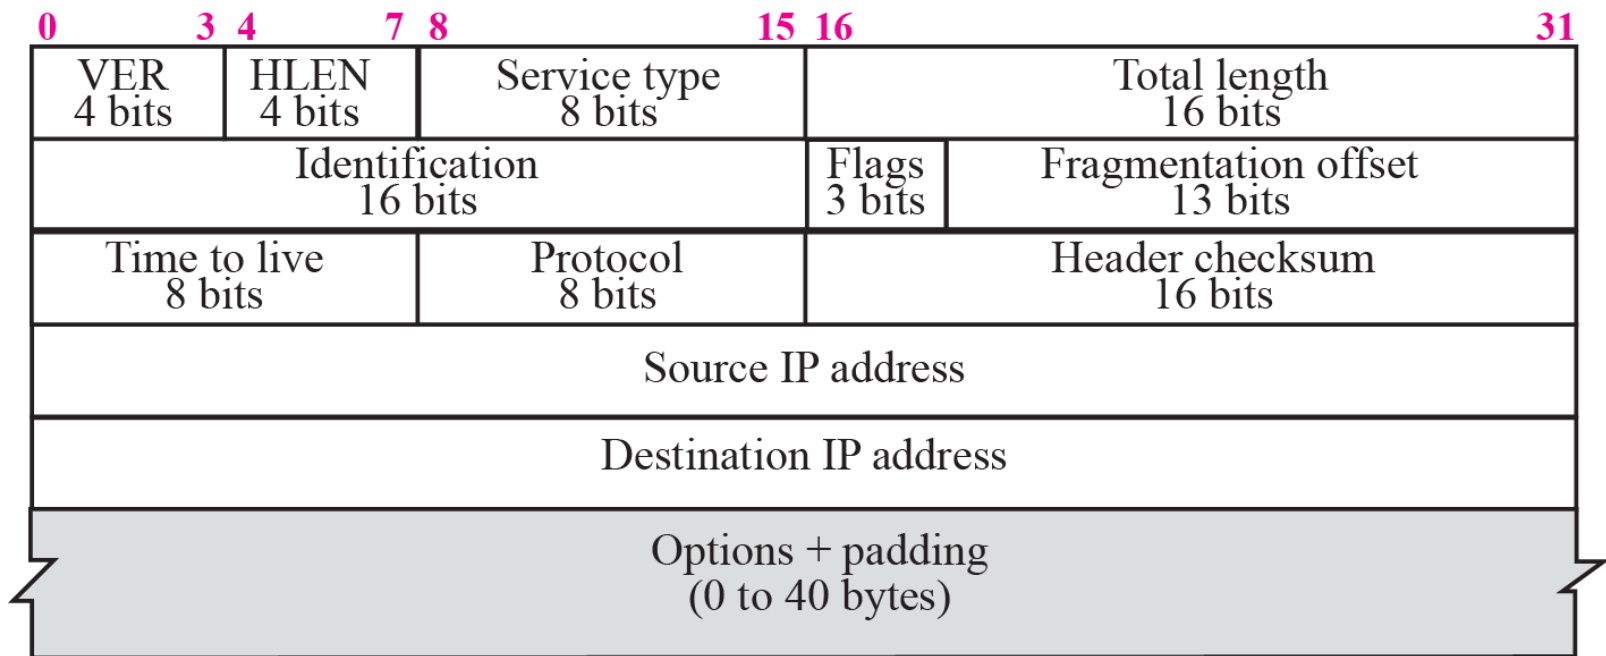 0 3 4 7 8 15 16 31
VER HLEN Service type Total length
4 bits 4 bits 8 bits 16 bits
Identification Flags Fragmentation offset
16 bits 3 bits 13 bits
Time to live Protocol Header checksum
8 bits 8 bits 16 bits
Source IP address
Destination IP address
Options + padding
(0 to 40 bytes)